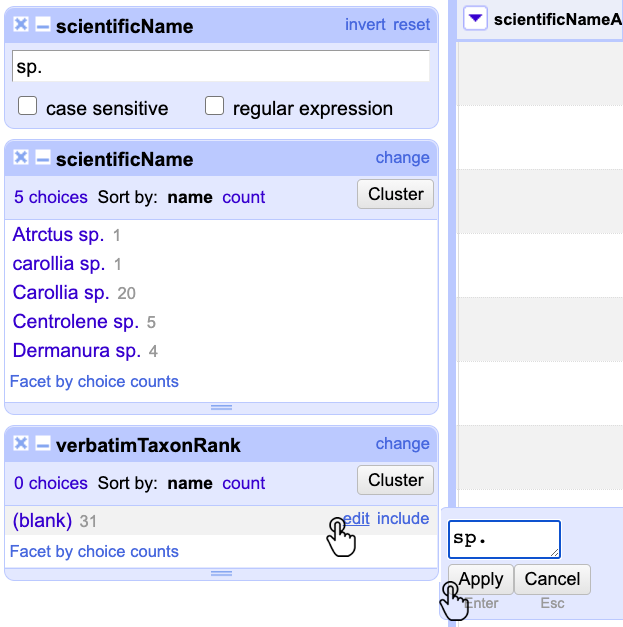 scientificName invert reset
sp.
case sensitive regular expression
scientificName change
5 choices Sort by: name count Cluster
Atrctus sp. 1
carollia sp. 1
Carollia sp. 20
Centrolene sp. 5
Dermanura sp. 4
Facet by choice counts
verbatimTaxonRank change
0 choices Sort by: name count Cluster
(blank) 31 edit include
Facet by choice counts
scientificNameA
sp.
Apply Cancel
Enter Esc